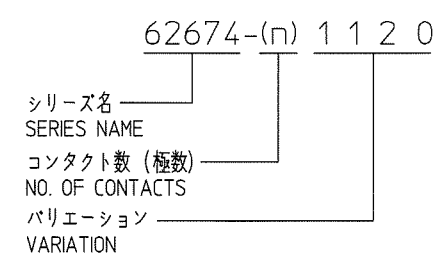 62674-(n) 1 1 2 0
シリーズ名
SERIES NAME
コンタクト数 (極数)
NO. OF CONTACTS
バリエーション
VARIATION